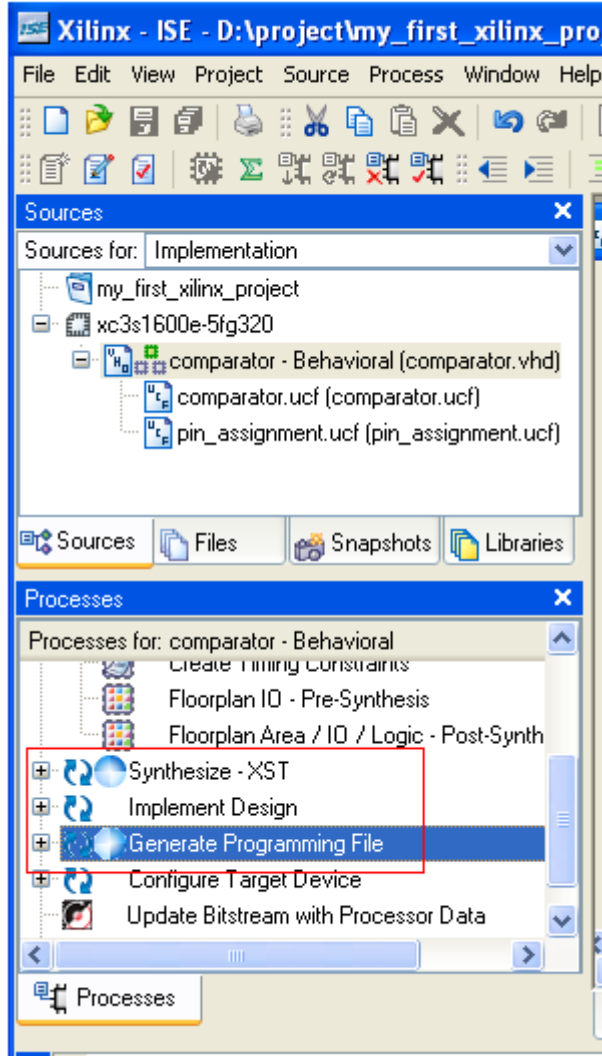 Xilinx - ISE - D:\project\my_first_xilinx_pro
File Edit View Project Source Process Window Help
Sources
Sources for: Implementation
my_first_xilinx_project
xc3s1600e-5fg320
comparator - Behavioral (comparator.vhd)
comparator.ucf (comparator.ucf)
pin_assignment.ucf (pin_assignment.ucf)
Sources Files Snapshots Libraries
Processes
Processes for: comparator - Behavioral
Create Timing Constraints
Floorplan IO - Pre-Synthesis
Floorplan Area / IO / Logic - Post-Synth
Synthesize - XST
Implement Design
Generate Programming File
Configure Target Device
Update Bitstream with Processor Data
Processes